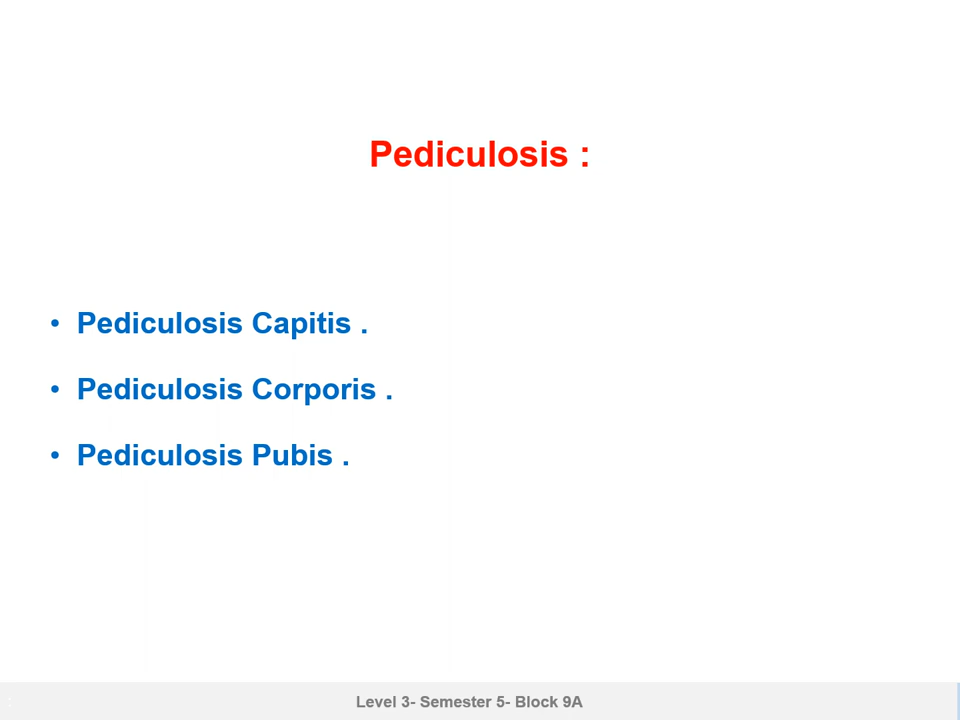 Pediculosis :
• Pediculosis Capitis .
• Pediculosis Corporis .
• Pediculosis Pubis .
Level 3- Semester 5- Block 9A